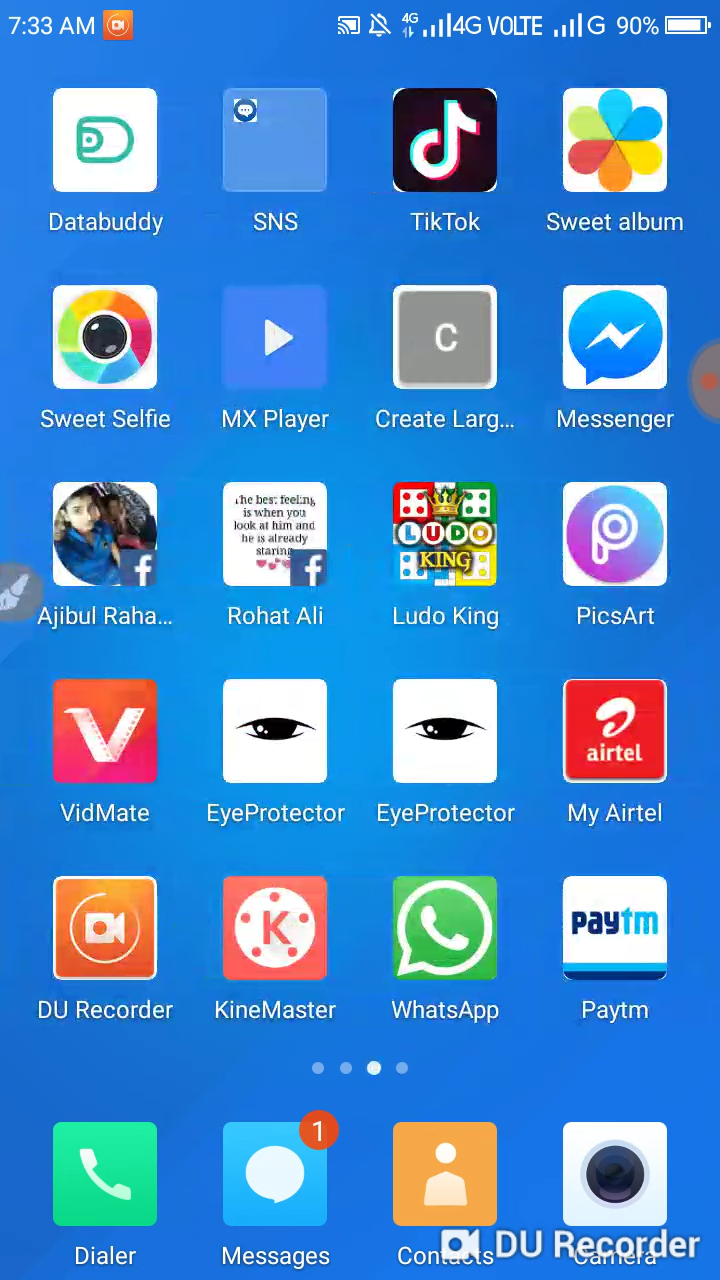 7:33 AM 4G 4G VOLTE G 90%
Databuddy SNS TikTok Sweet album
C
Sweet Selfie MX Player Create Larg... Messenger
The best feeling
is when you
look at him and
he is already
staring
LUDO
KING
f f
Ajibul Raha... Rohat Ali Ludo King PicsArt
airtel
VidMate EyeProtector EyeProtector My Airtel
K paytm
DU Recorder KineMaster WhatsApp Paytm
1
DU Recorder
Dialer Messages Contacts Camera